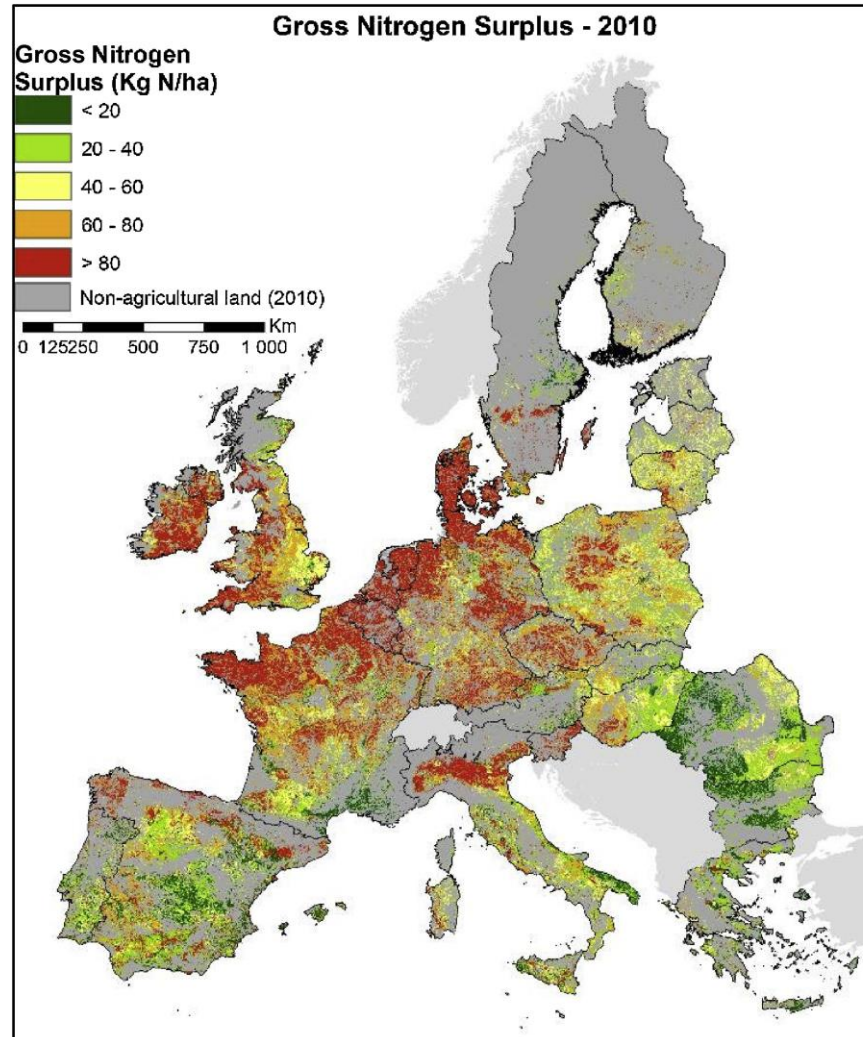 Gross Nitrogen Surplus - 2010
Gross Nitrogen
Surplus (Kg N/ha)
< 20
20 - 40
40 - 60
60 - 80
> 80
Non-agricultural land (2010)
Km
0 125250 500 750 1 000